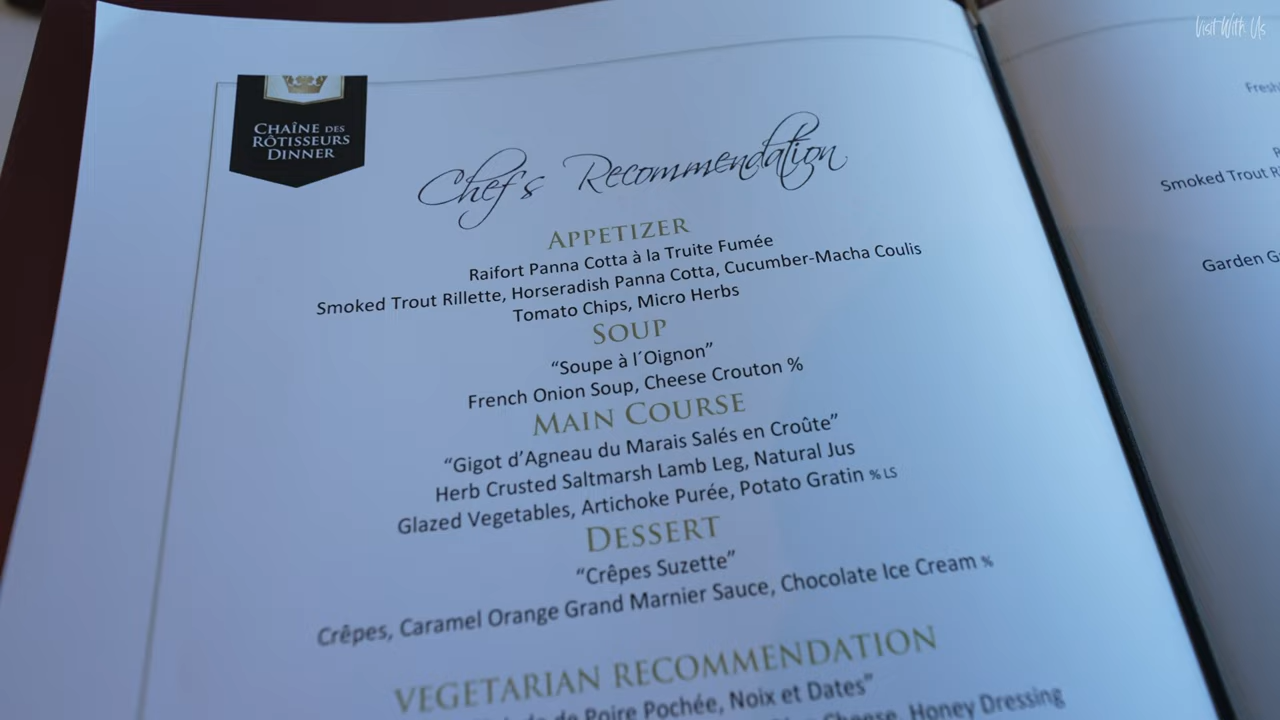 Visit With Us
CHAÎNE DES
RÔTISSEURS
DINNER
Chef's Recommendation
APPETIZER
Raifort Panna Cotta à la Truite Fumée
Smoked Trout Rillette, Horseradish Panna Cotta, Cucumber-Macha Coulis
Tomato Chips, Micro Herbs
SOUP
“Soupe à l´Oignon”
French Onion Soup, Cheese Crouton %
MAIN COURSE
“Gigot d’Agneau du Marais Salés en Croûte”
Herb Crusted Saltmarsh Lamb Leg, Natural Jus
Glazed Vegetables, Artichoke Purée, Potato Gratin % LS
DESSERT
“Crêpes Suzette”
Crêpes, Caramel Orange Grand Marnier Sauce, Chocolate Ice Cream %
VEGETARIAN RECOMMENDATION
de Poire Pochée, Noix et Dates”
Cheese, Honey Dressing
Fresh
Smoked Trout
Garden